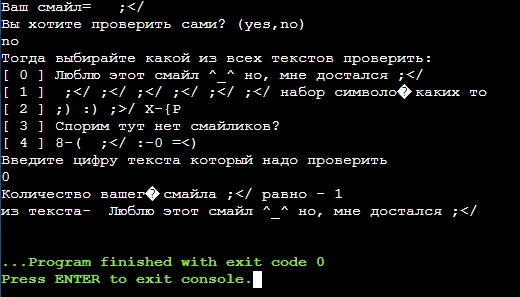 Ваш смайл=   ;</
Вы хотите проверить сами? (yes,no)
no
Тогда выбирайте какой из всех текстов проверить:
[ 0 ] Люблю этот смайл ^_^ но, мне достался ;</
[ 1 ]  ;</ ;</ ;</ ;</ ;</ набор символо�каких то
[ 2 ] ;) :) ;>/ X-{P
[ 3 ] Спорим тут нет смайликов?
[ 4 ] 8-(  ;</ :-0 =<)
Введите цифру текста который надо проверить
0
Количество вашег�смайла ;</ равно - 1
из текста-  Люблю этот смайл ^_^ но, мне достался ;</
...Program finished with exit code 0
Press ENTER to exit console.